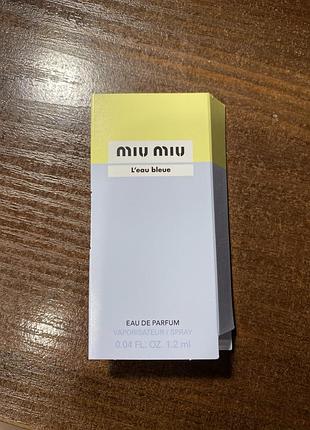 miu miu
L'eau bleue
EAU DE PARFUM
VAPORISATEUR / SPRAY
0.04 FL. OZ. 1.2 ml